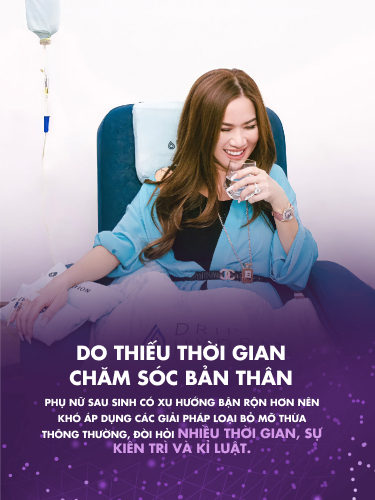 DRIP
DO THIẾU THỜI GIAN
CHĂM SÓC BẢN THÂN
PHỤ NỮ SAU SINH CÓ XU HƯỚNG BẬN RỘN HƠN NÊN
KHÓ ÁP DỤNG CÁC GIẢI PHÁP LOẠI BỎ MỠ THỪA
THÔNG THƯỜNG, ĐÒI HỎI NHIỀU THỜI GIAN, SỰ
KIÊN TRÌ VÀ KỈ LUẬT.